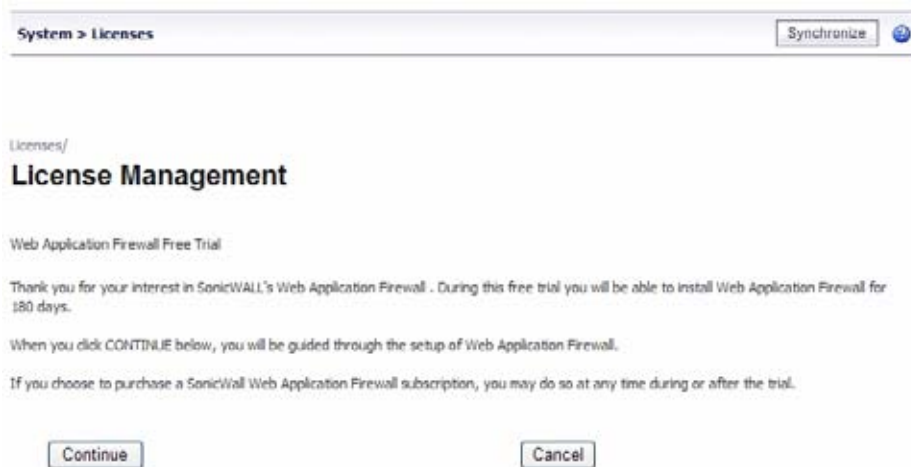 System > Licenses
Synchronize
Licenses/
License Management
Web Application Firewall Free Trial
Thank you for your interest in SonicWALL's Web Application Firewall . During this free trial you will be able to install Web Application Firewall for
180 days.
When you click CONTINUE below, you will be guided through the setup of Web Application Firewall.
If you choose to purchase a SonicWall Web Application Firewall subscription, you may do so at any time during or after the trial.
Continue
Cancel